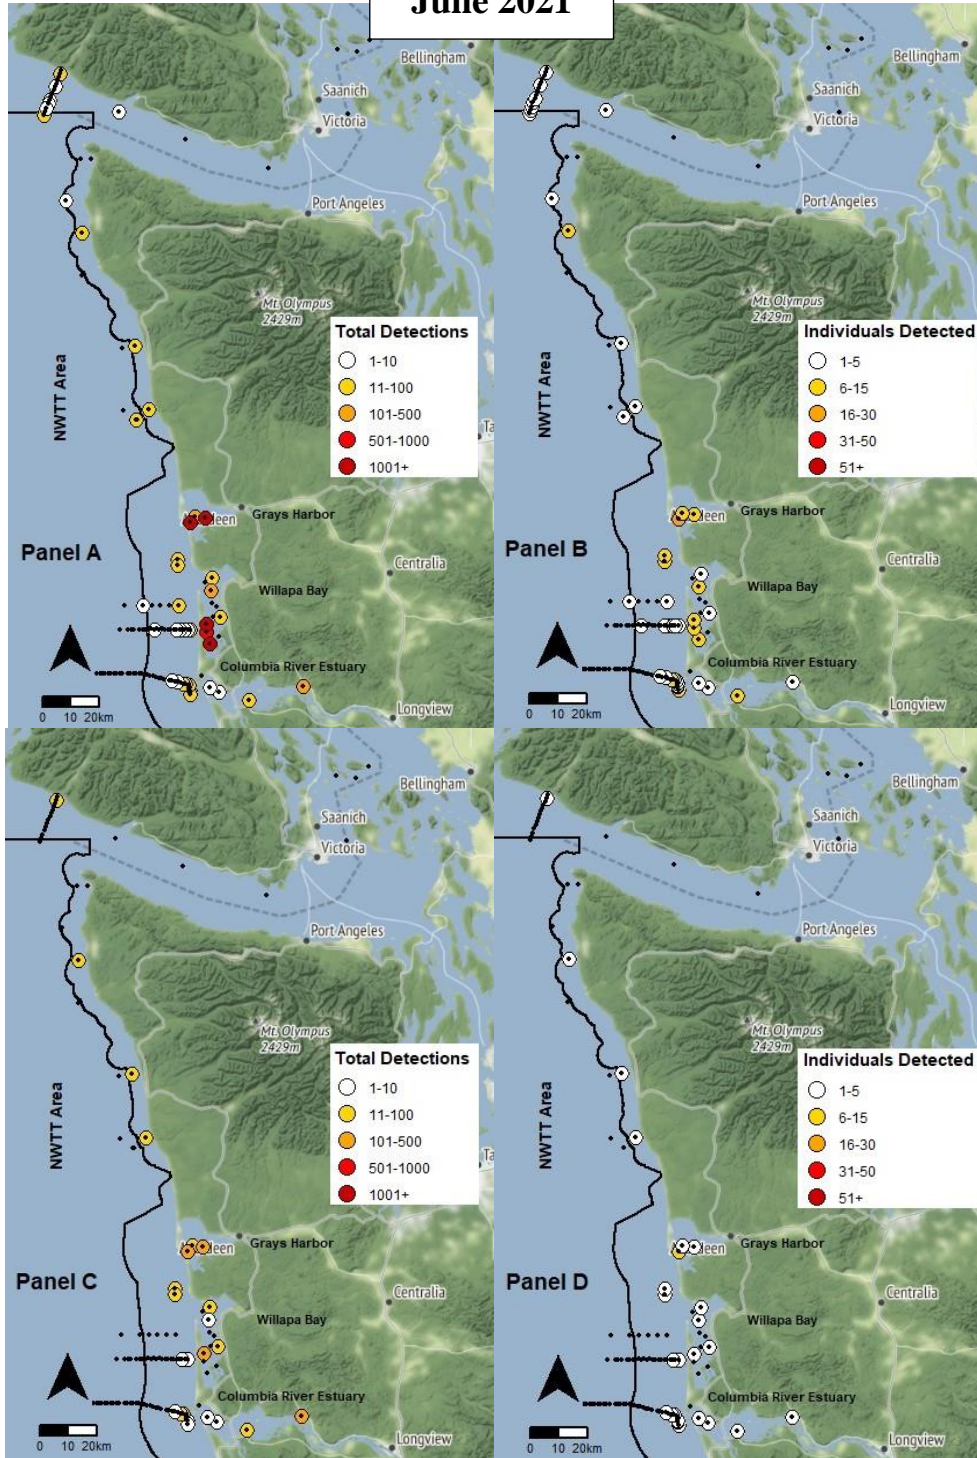 June 2021
Bellingham
Saanich
Victoria
Port Angeles
Mt. Olympus
2429m
NWTT Area
Total Detections
1-10
11-100
101-500
501-1000
1001+
Ta
Grays Harbor
Panel A
Centralia
Willapa Bay
Columbia River Estuary
0 10 20km
Longview
Bellingham
Saanich
Victoria
Port Angeles
Mt. Olympus
2429m
NWTT Area
Individuals Detected
1-5
6-15
16-30
31-50
51+
Grays Harbor
Panel B
Centralia
Willapa Bay
Columbia River Estuary
0 10 20km
Longview
Bellingham
Saanich
Victoria
Port Angeles
Mt. Olympus
2429m
NWTT Area
Total Detections
1-10
11-100
101-500
501-1000
1001+
Ta
Grays Harbor
Panel C
Centralia
Willapa Bay
Columbia River Estuary
0 10 20km
Longview
Bellingham
Saanich
Victoria
Port Angeles
Mt. Olympus
2429m
NWTT Area
Individuals Detected
1-5
6-15
16-30
31-50
51+
Grays Harbor
Panel D
Centralia
Willapa Bay
Columbia River Estuary
0 10 20km
Longview